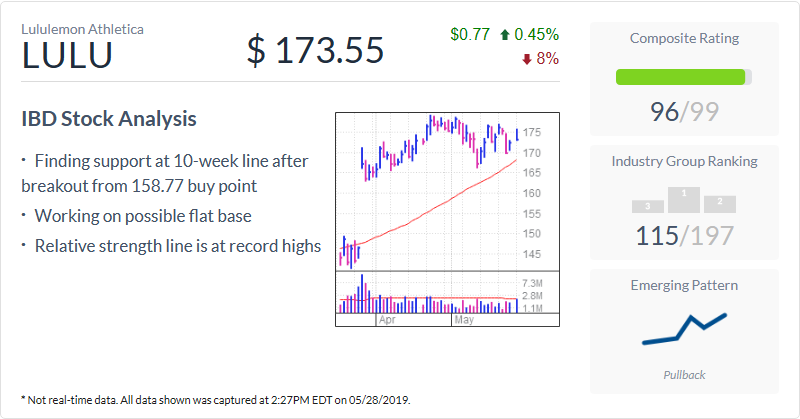 Lululemon Athletica
LULU
$ 173.55
$0.77 0.45%
8%
IBD Stock Analysis
· Finding support at 10-week line after
breakout from 158.77 buy point
· Working on possible flat base
· Relative strength line is at record highs
175
170
165
160
155
150
145
7.3M
2.8M
1.1M
Apr
May
Composite Rating
96/99
Industry Group Ranking
3
1
2
115/197
Emerging Pattern
Pullback
* Not real-time data. All data shown was captured at 2:27PM EDT on 05/28/2019.